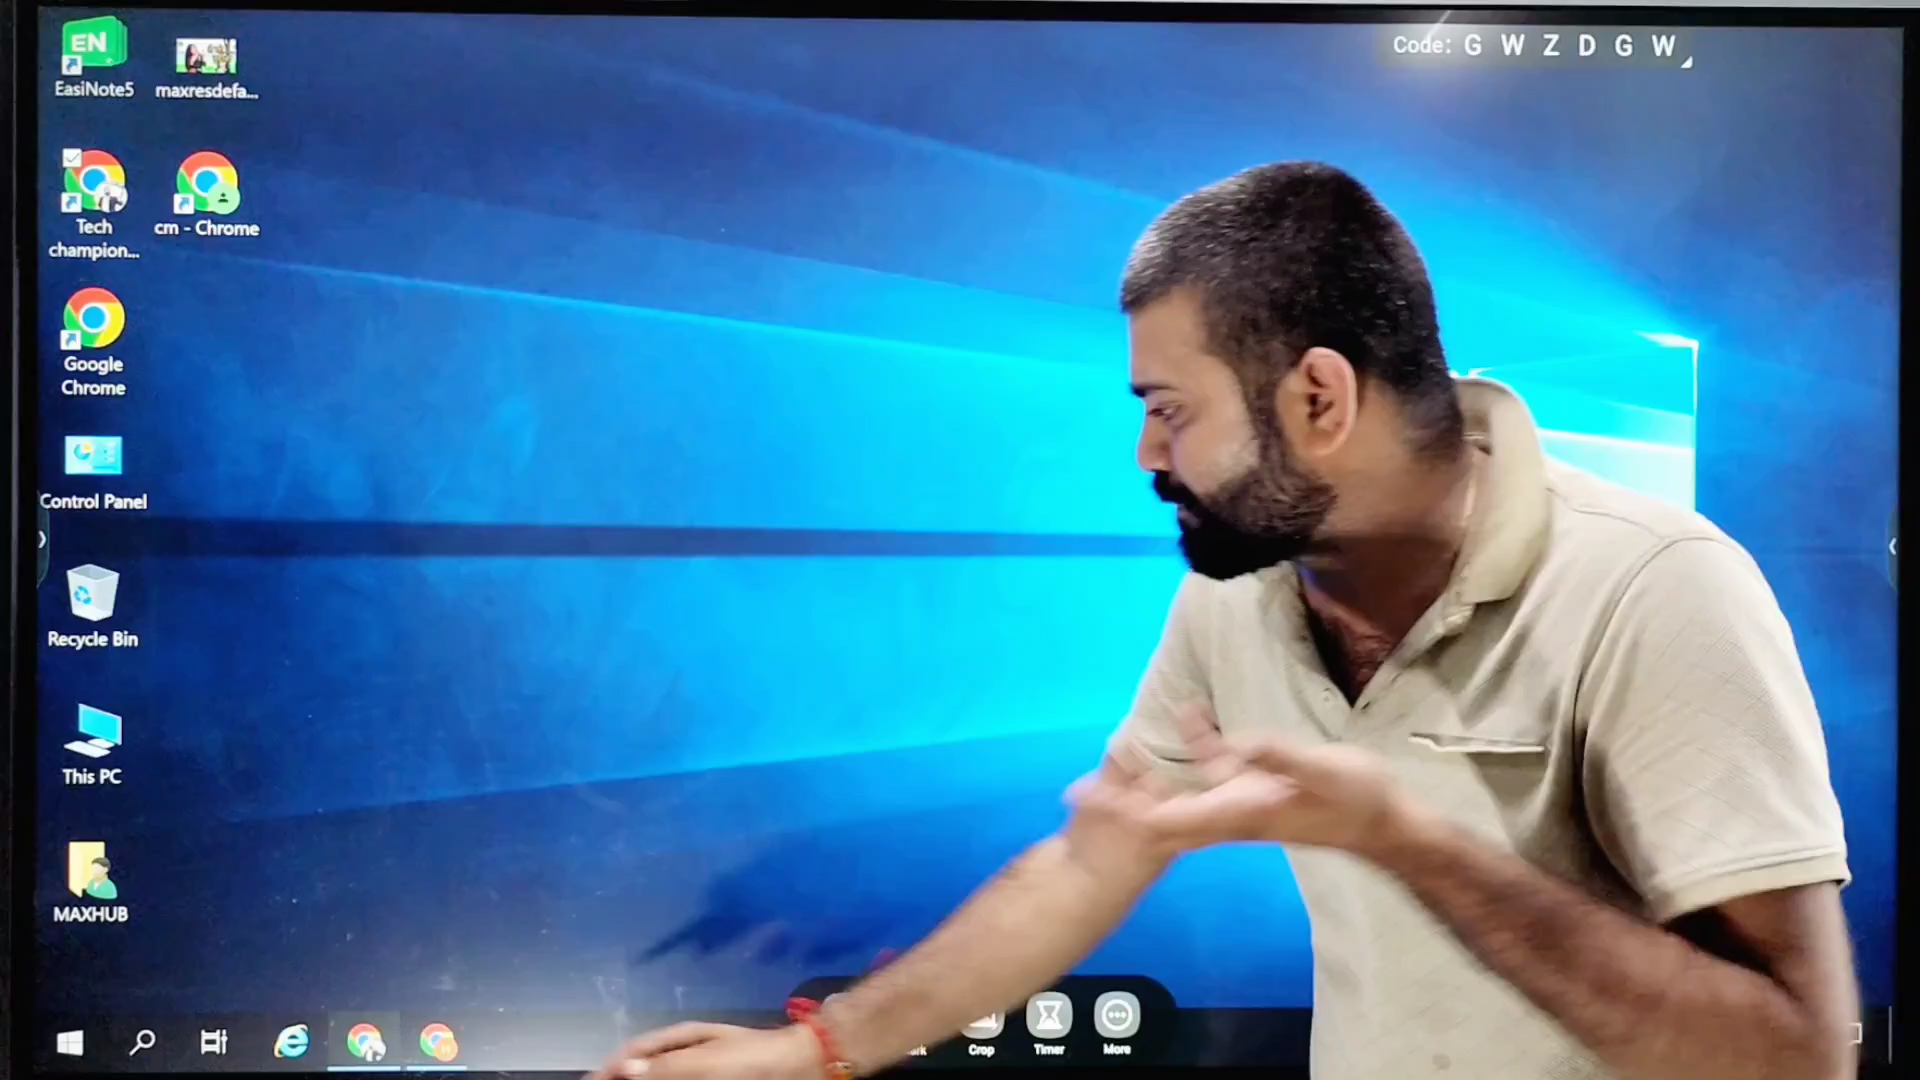 Code: G W Z D G W
EN
EasiNote5
maxresdefa...
Tech
champion...
cm - Chrome
Google
Chrome
Control Panel
Recycle Bin
This PC
MAXHUB
Crop
Timer
More